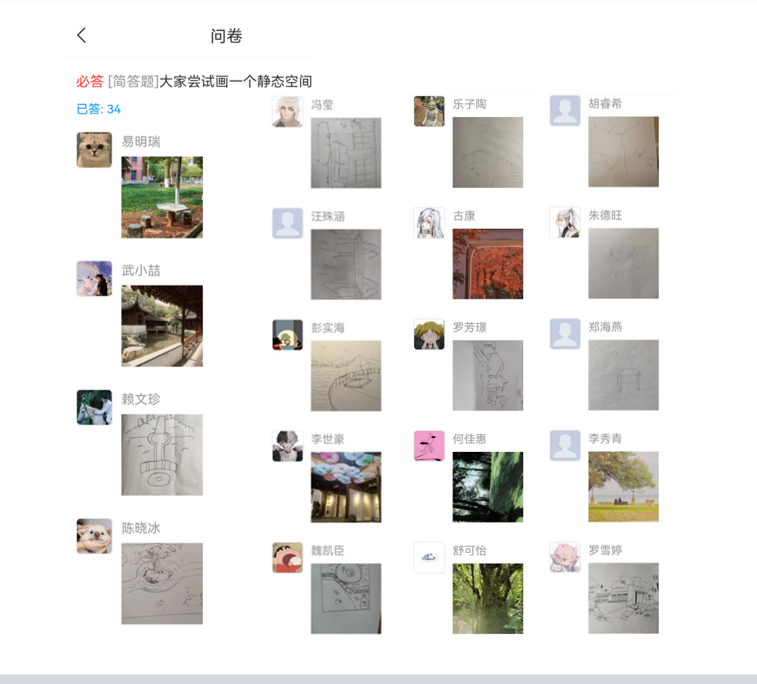 问卷
必答 [简答题]大家尝试画一个静态空间
已答: 34
易明瑞
武小喆
赖文珍
陈晓冰
冯莹
汪殊涵
彭实海
李世豪
魏凯臣
乐子陶
古康
罗芳璟
何佳惠
舒可怡
胡睿希
朱德旺
郑海燕
李秀青
罗雪婷